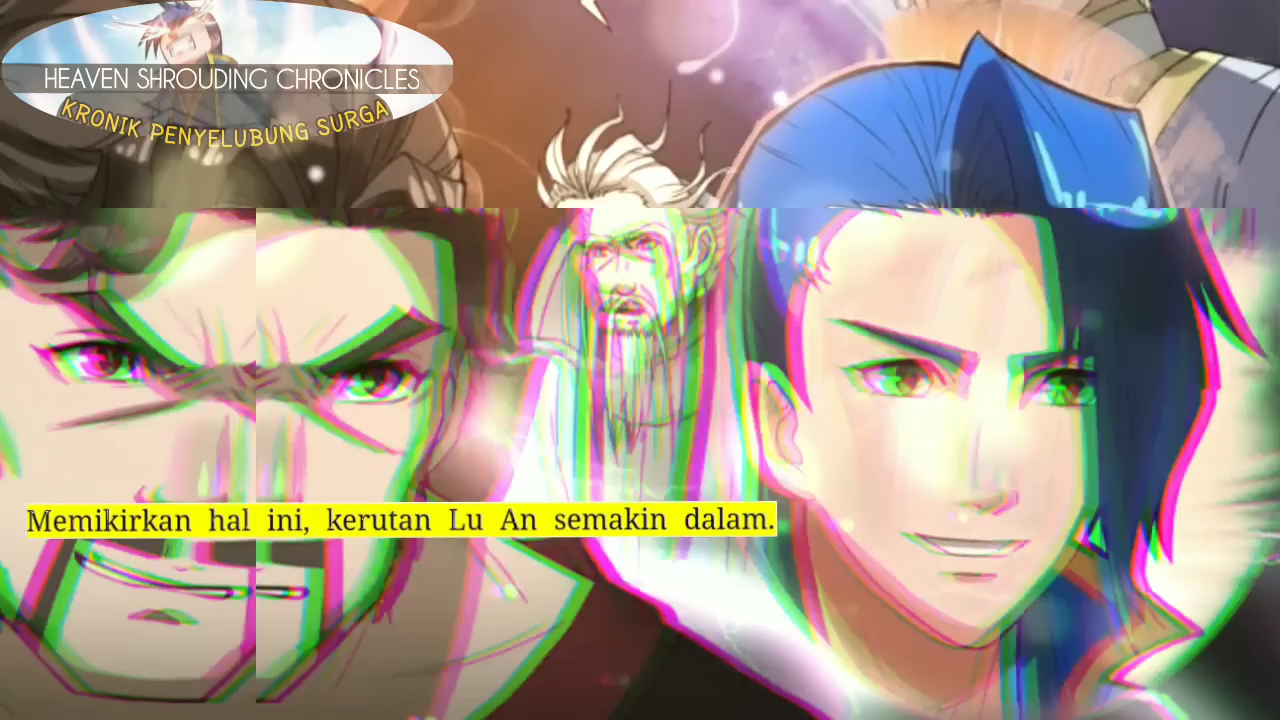 HEAVEN SHROUDING CHRONICLES
KRONIK PENYELUBUNG SURGA
Memikirkan hal ini, kerutan Lu An semakin dalam.